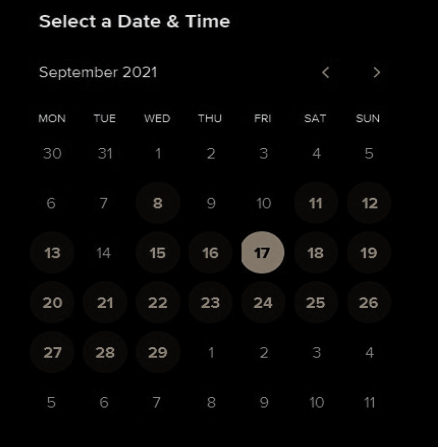 Select a Date & Time
September 2021
MON TUE WED THU FRI SAT SUN
30 31 1 2 3 4 5
6 7 8 9 10 11 12
13 14 15 16 17 18 19
20 21 22 23 24 25 26
27 28 29 1 2 3 4
5 6 7 8 9 10 11